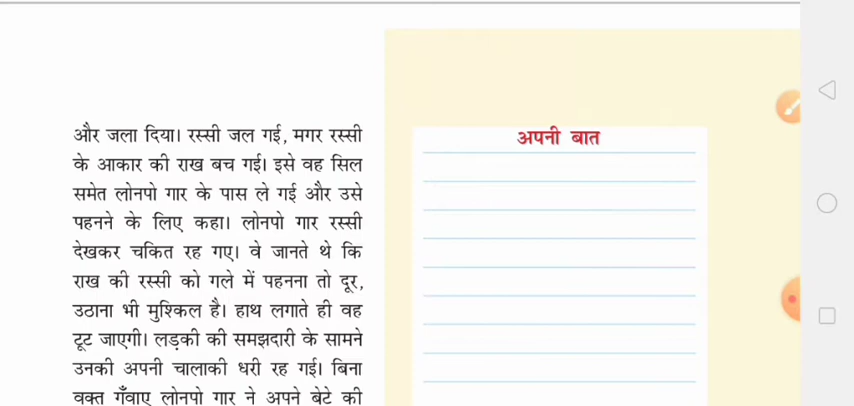 और जला दिया। रस्सी जल गई, मगर रस्सी
के आकार की राख बच गई। इसे वह सिल
समेत लोनपो गार के पास ले गई और उसे
पहनने के लिए कहा। लोनपो गार रस्सी
देखकर चकित रह गए। वे जानते थे कि
राख की रस्सी को गले में पहनना तो दूर,
उठाना भी मुश्किल है। हाथ लगाते ही वह
टूट जाएगी। लड़की की समझदारी के सामने
उनकी अपनी चालाकी धरी रह गई। बिना
वक्त गँवाए लोनपो गार ने अपने बेटे की
अपनी बात